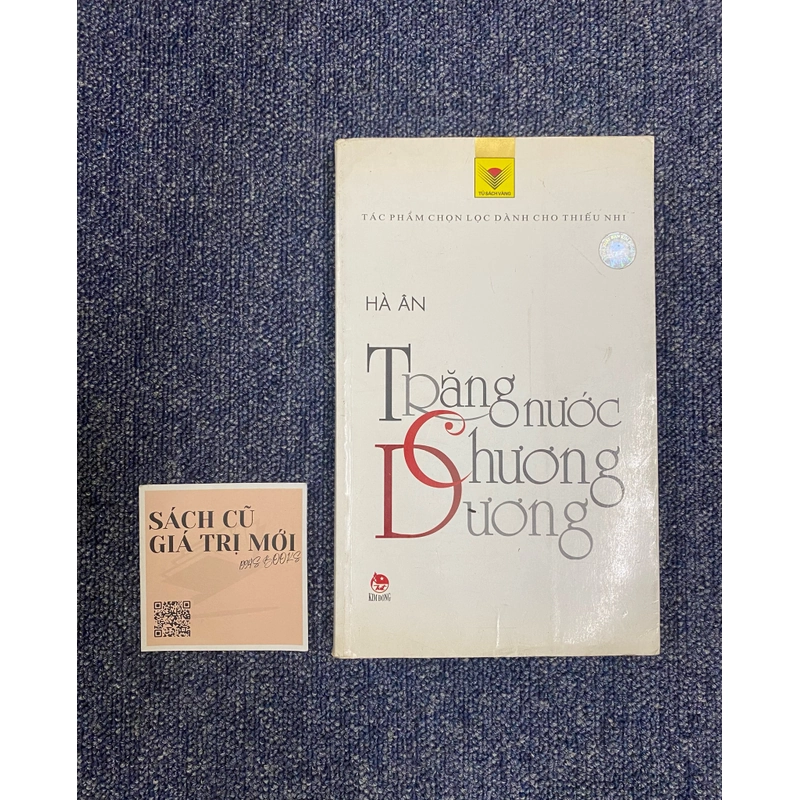 TỦ SÁCH VÀNG
TÁC PHẨM CHỌN LỌC DÀNH CHO THIẾU NHI
HÀ ÂN
Trăng nước
Chương
Dương
KIM ĐỒNG
SÁCH CŨ
GIÁ TRỊ MỚI